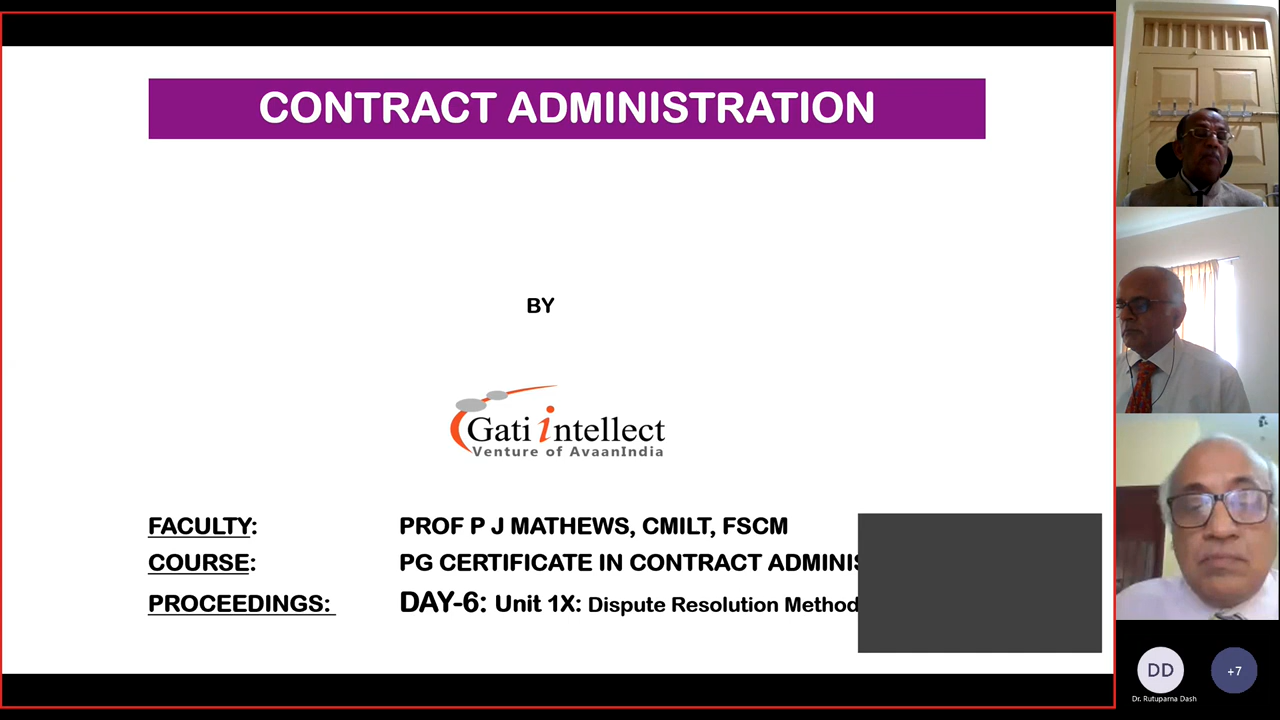 CONTRACT ADMINISTRATION
BY
Gati intellect
Venture of AvaanIndia
FACULTY: PROF P J MATHEWS, CMILT, FSCM
COURSE: PG CERTIFICATE IN CONTRACT
PROCEEDINGS: DAY-6: Unit 1X: Dispute Resolution Method
DD
+7
Dr. Rutuparna Dash